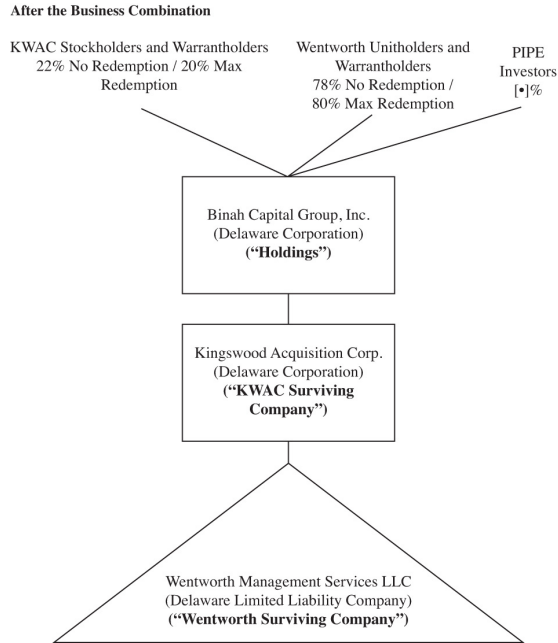 After the Business Combination
KWAC Stockholders and Warrantholders
22% No Redemption / 20% Max
Redemption
Wentworth Unitholders and
Warrantholders
78% No Redemption /
80% Max Redemption
PIPE
Investors
[•]%
Binah Capital Group, Inc.
(Delaware Corporation)
(“Holdings”)
Kingswood Acquisition Corp.
(Delaware Corporation)
(“KWAC Surviving
Company”)
Wentworth Management Services LLC
(Delaware Limited Liability Company)
(“Wentworth Surviving Company”)